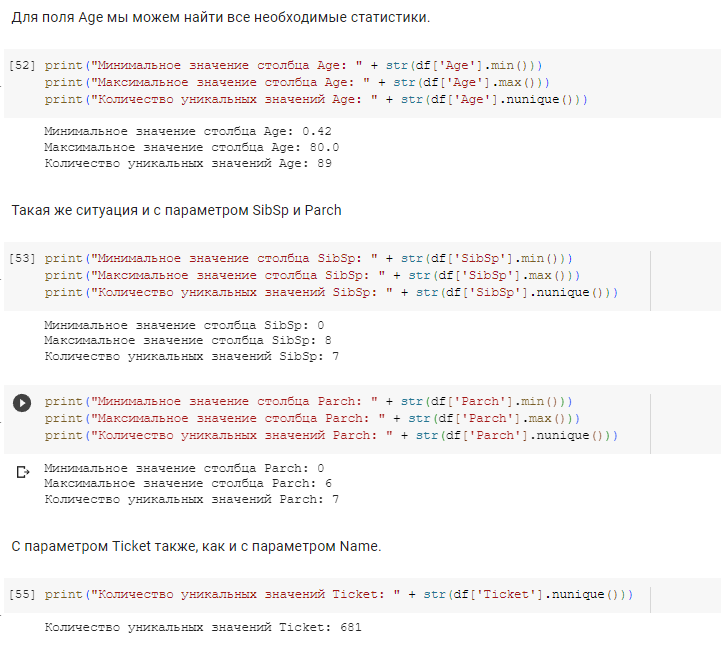 Для поля Age мы можем найти все необходимые статистики.
[52] print("Минимальное значение столбца Age: " + str(df['Age'].min()))
print("Максимальное значение столбца Age: " + str(df['Age'].max()))
print("Количество уникальных значений Age: " + str(df['Age'].nunique()))
Минимальное значение столбца Age: 0.42
Максимальное значение столбца Age: 80.0
Количество уникальных значений Age: 89
Такая же ситуация и с параметром SibSp и Parch
[53] print("Минимальное значение столбца SibSp: " + str(df['SibSp'].min()))
print("Максимальное значение столбца SibSp: " + str(df['SibSp'].max()))
print("Количество уникальных значений SibSp: " + str(df['SibSp'].nunique()))
Минимальное значение столбца SibSp: 0
Максимальное значение столбца SibSp: 8
Количество уникальных значений SibSp: 7
print("Минимальное значение столбца Parch: " + str(df['Parch'].min()))
print("Максимальное значение столбца Parch: " + str(df['Parch'].max()))
print("Количество уникальных значений Parch: " + str(df['Parch'].nunique()))
Минимальное значение столбца Parch: 0
Максимальное значение столбца Parch: 6
Количество уникальных значений Parch: 7
С параметром Ticket также, как и с параметром Name.
[55] print("Количество уникальных значений Ticket: " + str(df['Ticket'].nunique()))
Количество уникальных значений Ticket: 681